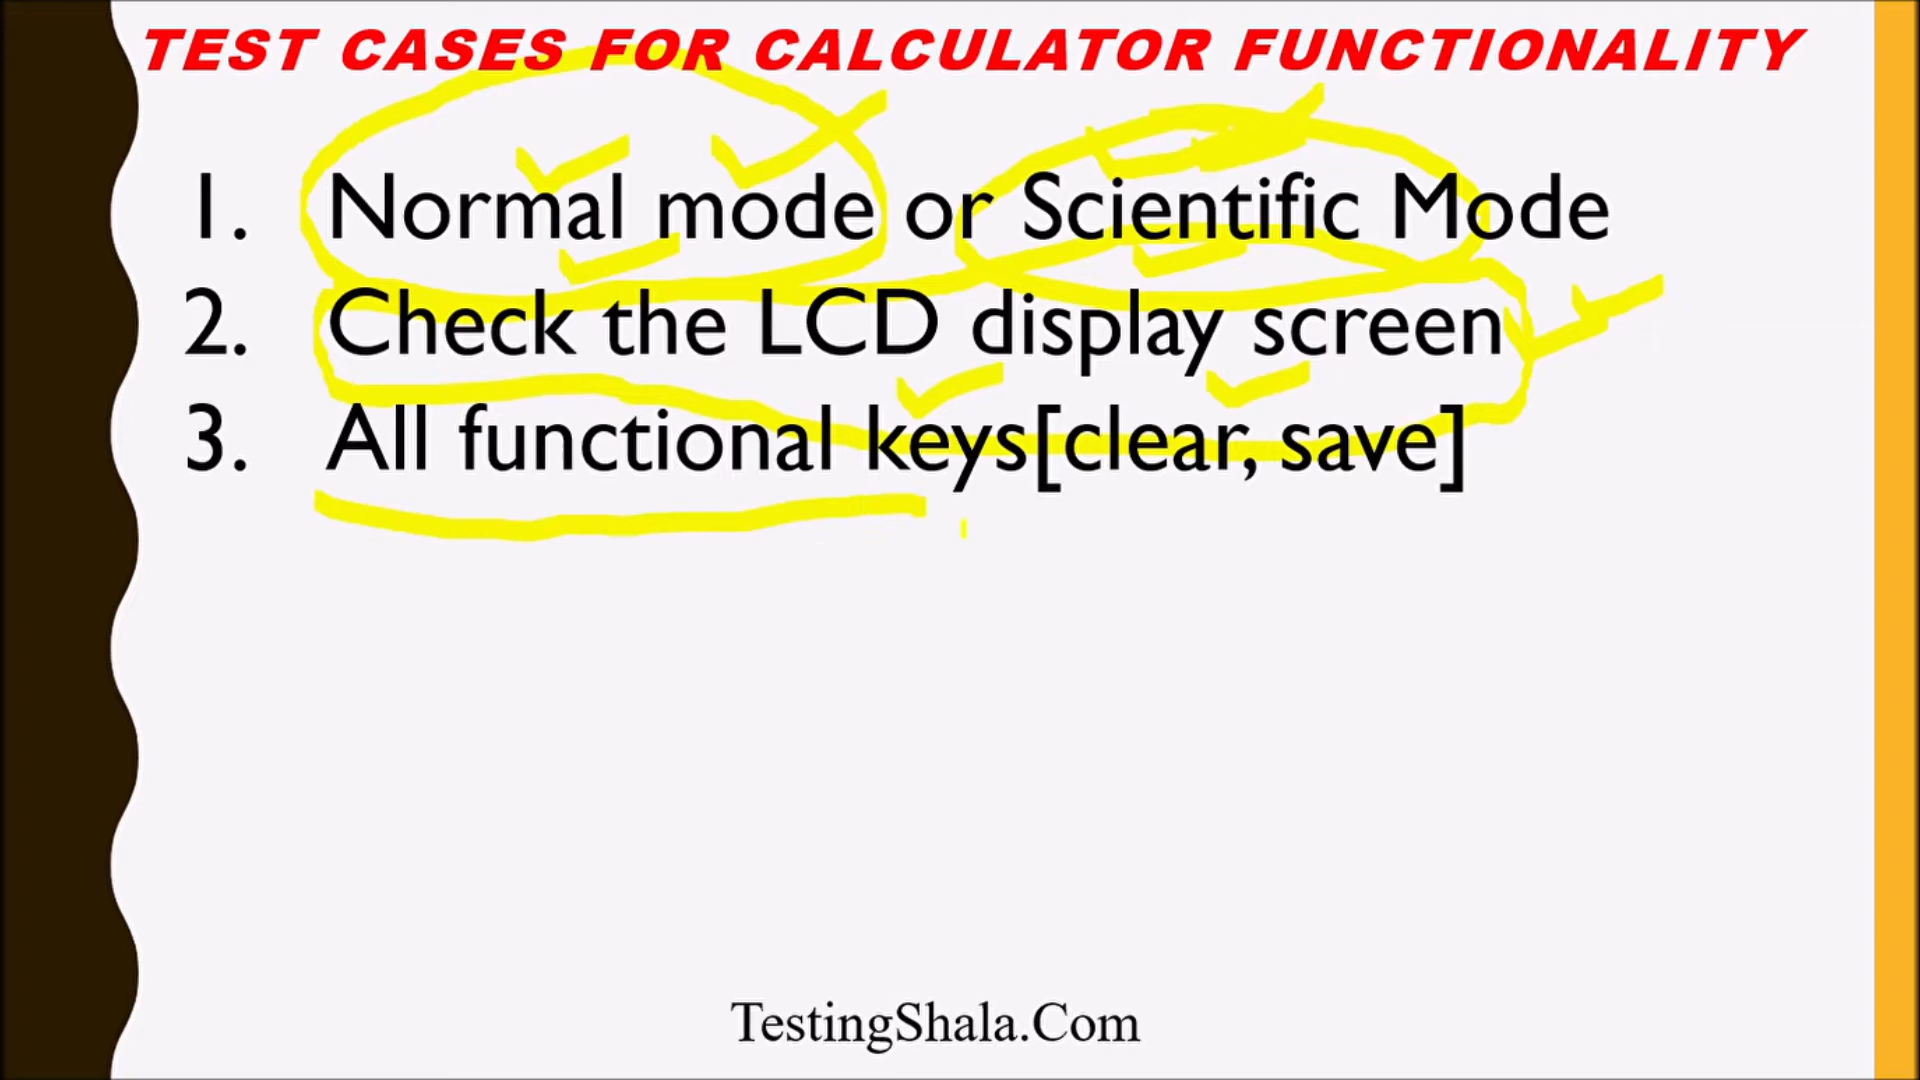 TEST CASES FOR CALCULATOR FUNCTIONALITY
1. Normal mode or Scientific Mode
2. Check the LCD display screen
3. All functional keys[clear, save]
TestingShala.Com